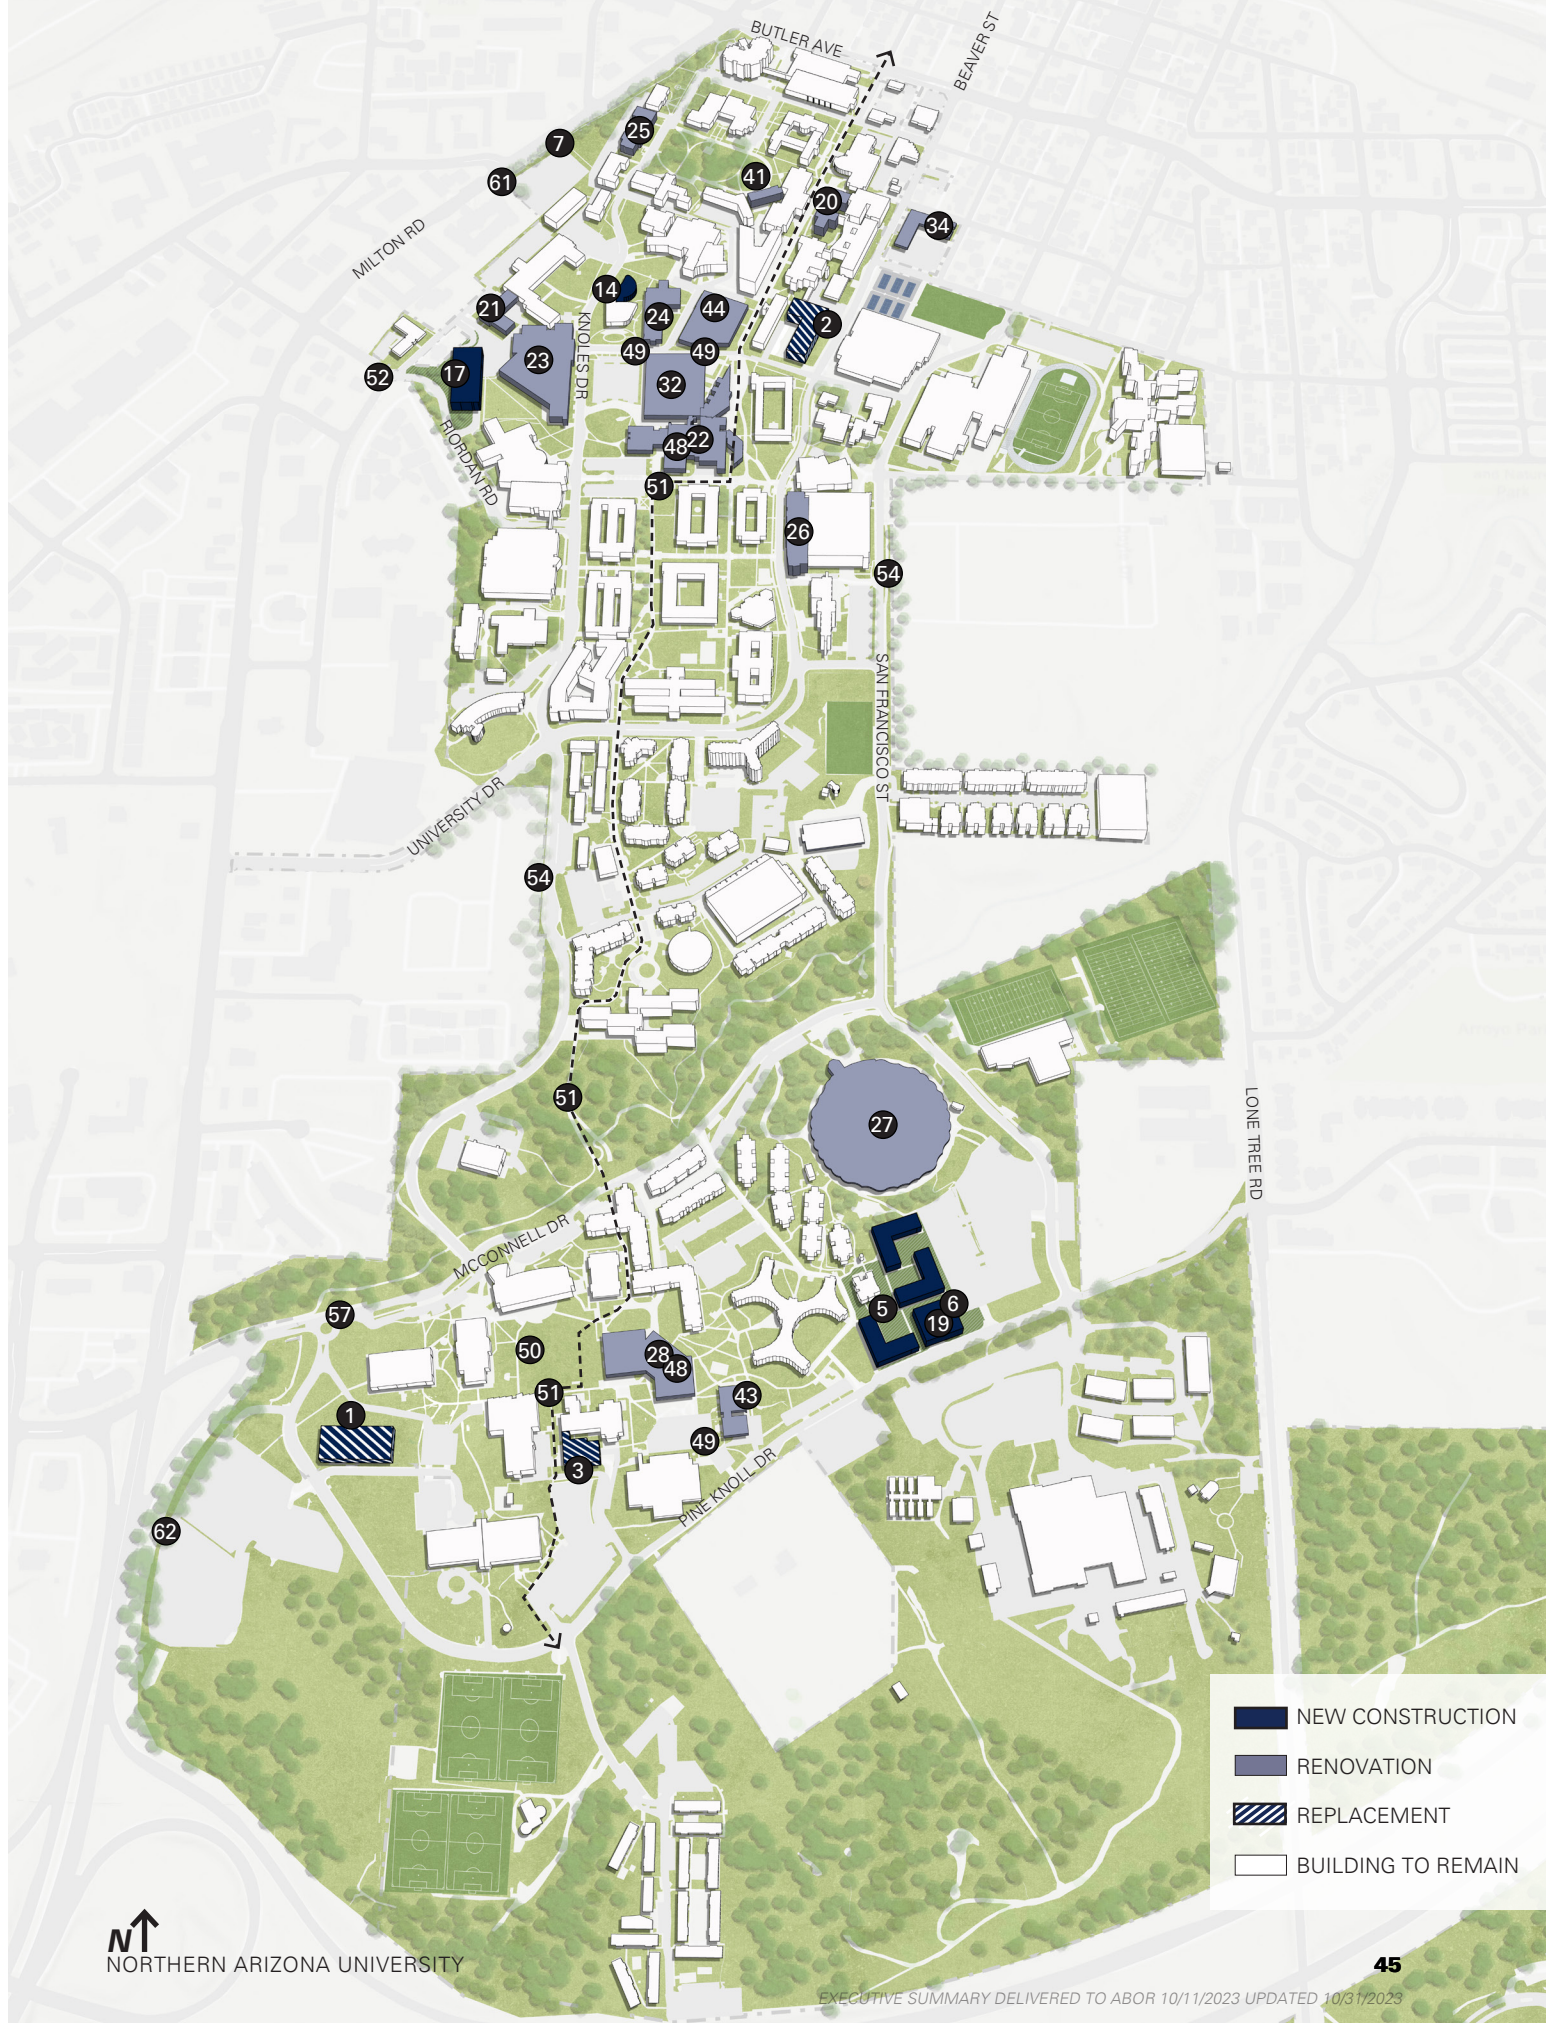 BUTLER AVE
BEAVER ST
25
7
61
41
20
34
MILTON RD
14
21
24
44
2
KNOLES DR
49
49
23
52
17
32
RIORDAN RD
48
22
51
26
54
SAN FRANCISCO ST
UNIVERSITY DR
54
51
27
LONE TREE RD
MCCONNELL DR
57
5
6
19
50
28
48
51
43
1
49
3
PINE KNOLL DR
62
NEW CONSTRUCTION
RENOVATION
REPLACEMENT
BUILDING TO REMAIN
N
NORTHERN ARIZONA UNIVERSITY
45
EXECUTIVE SUMMARY DELIVERED TO ABOR 10/11/2023 UPDATED 10/31/2023